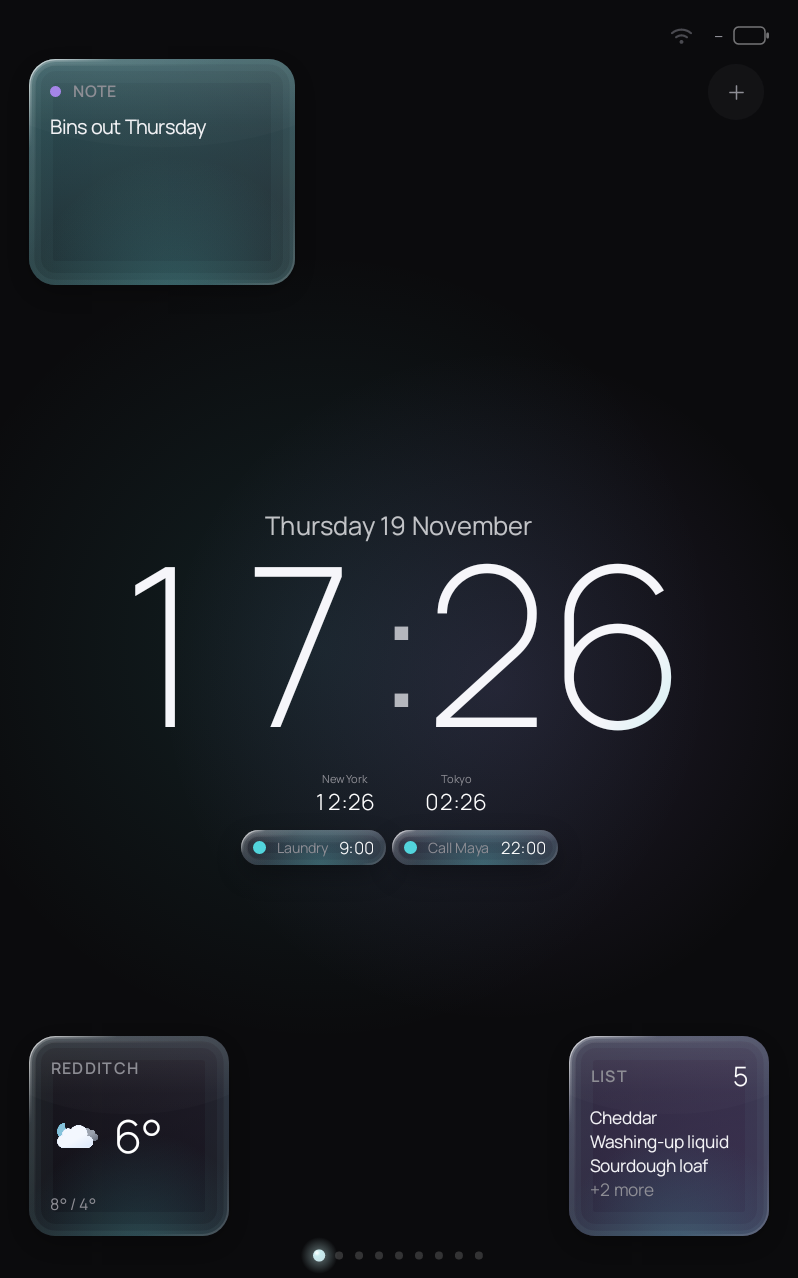 –
NOTE
Bins out Thursday
+
Thursday 19 November
17:26
New York
12:26
Tokyo
02:26
Laundry 9:00
Call Maya 22:00
REDDITCH
6°
8° / 4°
LIST 5
Cheddar
Washing-up liquid
Sourdough loaf
+2 more